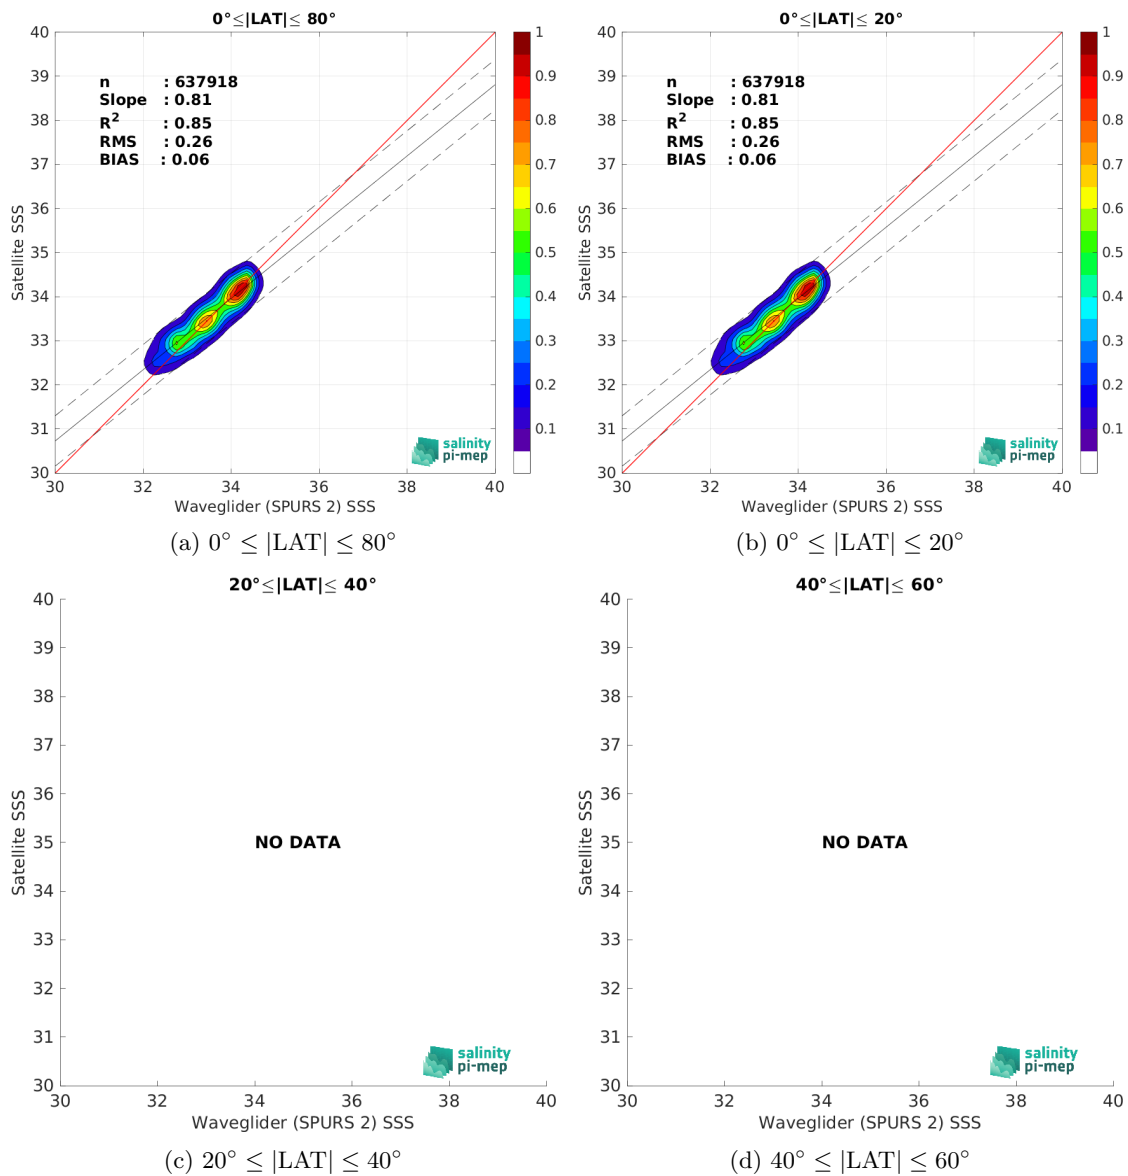 0°≤|LAT|≤ 80°
40
39
38
37
36
35
34
33
32
31
30
Satellite SSS
n : 637918
Slope : 0.81
R² : 0.85
RMS : 0.26
BIAS : 0.06
salinity
pi-mep
30 32 34 36 38 40
Waveglider (SPURS 2) SSS
1
0.9
0.8
0.7
0.6
0.5
0.4
0.3
0.2
0.1
(a) 0° ≤ |LAT| ≤ 80°
0°≤|LAT|≤ 20°
40
39
38
37
36
35
34
33
32
31
30
Satellite SSS
n : 637918
Slope : 0.81
R² : 0.85
RMS : 0.26
BIAS : 0.06
salinity
pi-mep
30 32 34 36 38 40
Waveglider (SPURS 2) SSS
1
0.9
0.8
0.7
0.6
0.5
0.4
0.3
0.2
0.1
(b) 0° ≤ |LAT| ≤ 20°
20°≤|LAT|≤ 40°
40
39
38
37
36
35
34
33
32
31
30
Satellite SSS
NO DATA
salinity
pi-mep
30 32 34 36 38 40
Waveglider (SPURS 2) SSS
(c) 20° ≤ |LAT| ≤ 40°
40°≤|LAT|≤ 60°
40
39
38
37
36
35
34
33
32
31
30
Satellite SSS
NO DATA
salinity
pi-mep
30 32 34 36 38 40
Waveglider (SPURS 2) SSS
(d) 40° ≤ |LAT| ≤ 60°